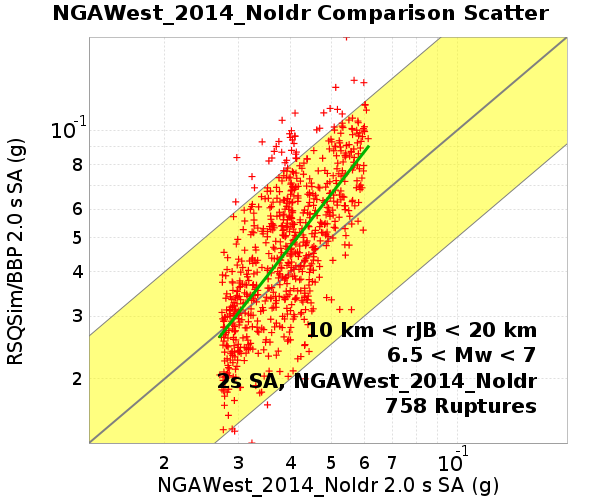 NGAWest_2014_NoIdr Comparison Scatter
RSQSim/BBP 2.0 s SA (g)
10⁻¹
8
6
5
4
3
2
10 km < rJB < 20 km
6.5 < Mw < 7
2s SA, NGAWest_2014_NoIdr
758 Ruptures
2 3 4 5 6 7 10⁻¹
NGAWest_2014_NoIdr 2.0 s SA (g)